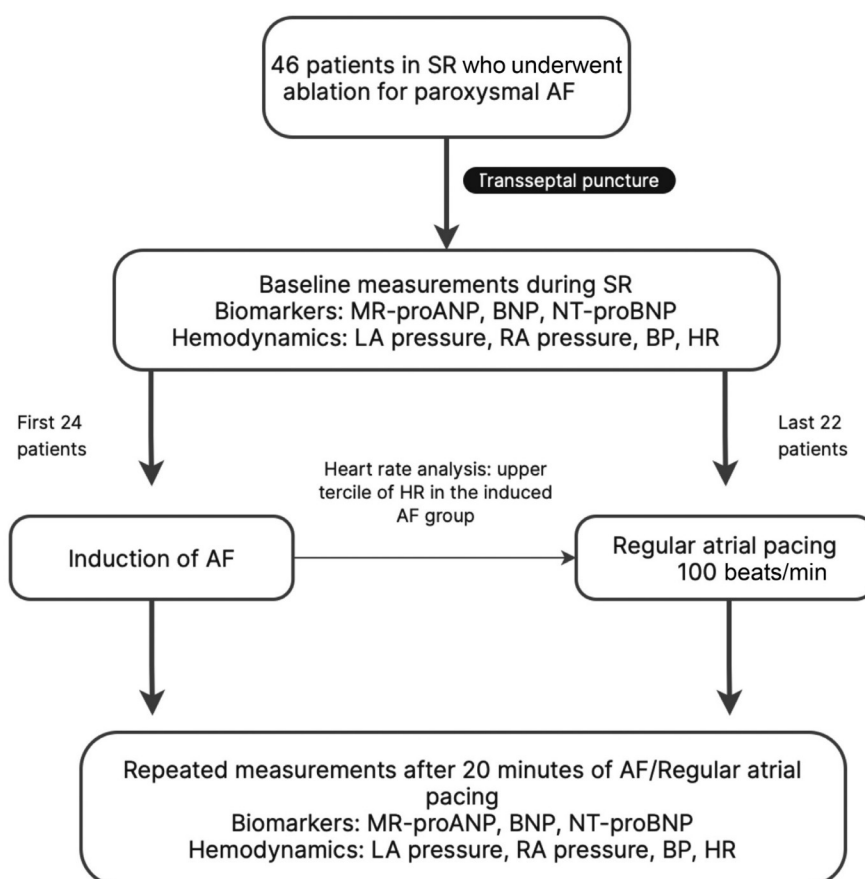 46 patients in SR who underwent
ablation for paroxysmal AF
Transseptal puncture
Baseline measurements during SR
Biomarkers: MR-proANP, BNP, NT-proBNP
Hemodynamics: LA pressure, RA pressure, BP, HR
First 24
patients
Last 22
patients
Heart rate analysis: upper
tercile of HR in the induced
AF group
Induction of AF
Regular atrial pacing
100 beats/min
Repeated measurements after 20 minutes of AF/Regular atrial
pacing
Biomarkers: MR-proANP, BNP, NT-proBNP
Hemodynamics: LA pressure, RA pressure, BP, HR